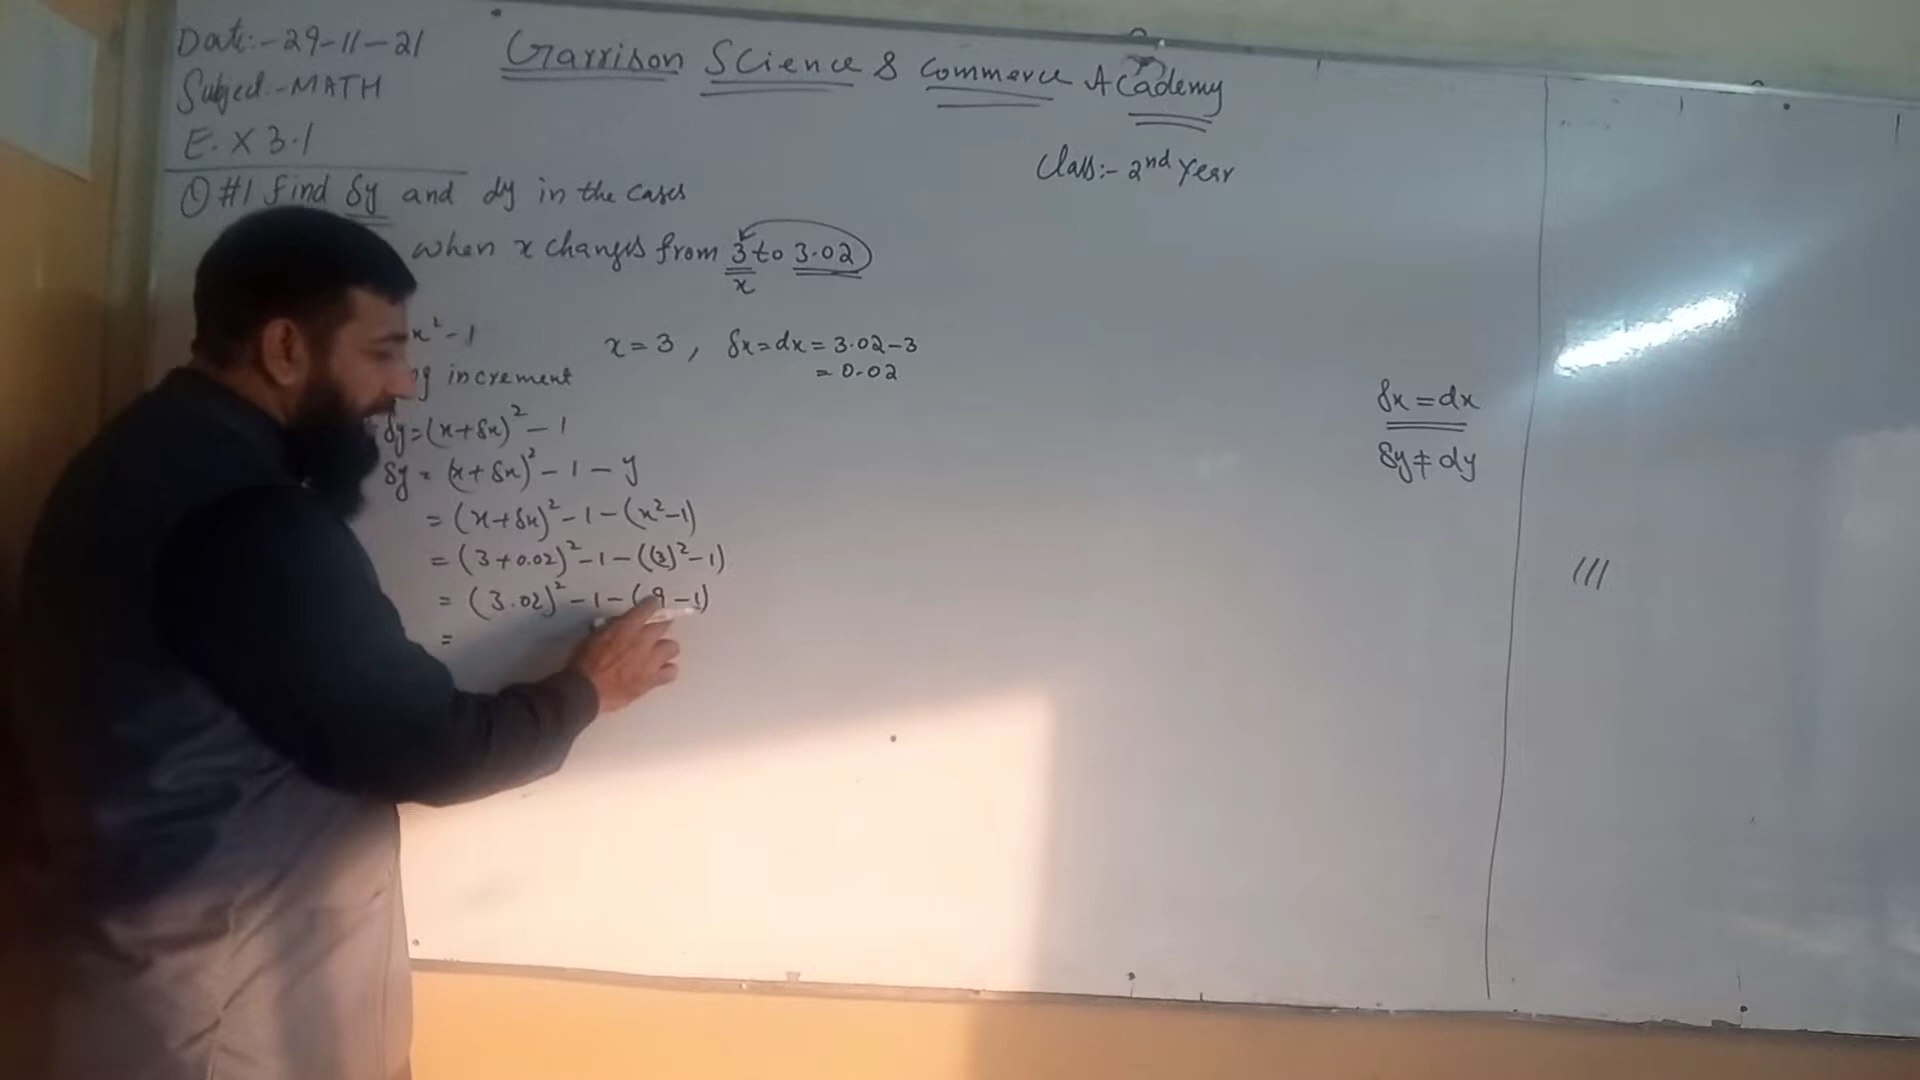 Date:-29-11-21
Garrison Science & Commerce Academy
Subject:-MATH
E.X 3.1
Class:- 2nd Year
Q#1 Find δy and dy in the cases
when x changes from 3 to 3.02
x
x²-1
x=3, δx=dx=3.02-3
= 0.02
increment
δy=(x+δx)²-1
δy = (x+δx)²-1-y
=(x+δx)²-1-(x²-1)
=(3+0.02)²-1-((3)²-1)
= (3.02)²-1-(9-1)
=
δx=dx
δy≠dy
///